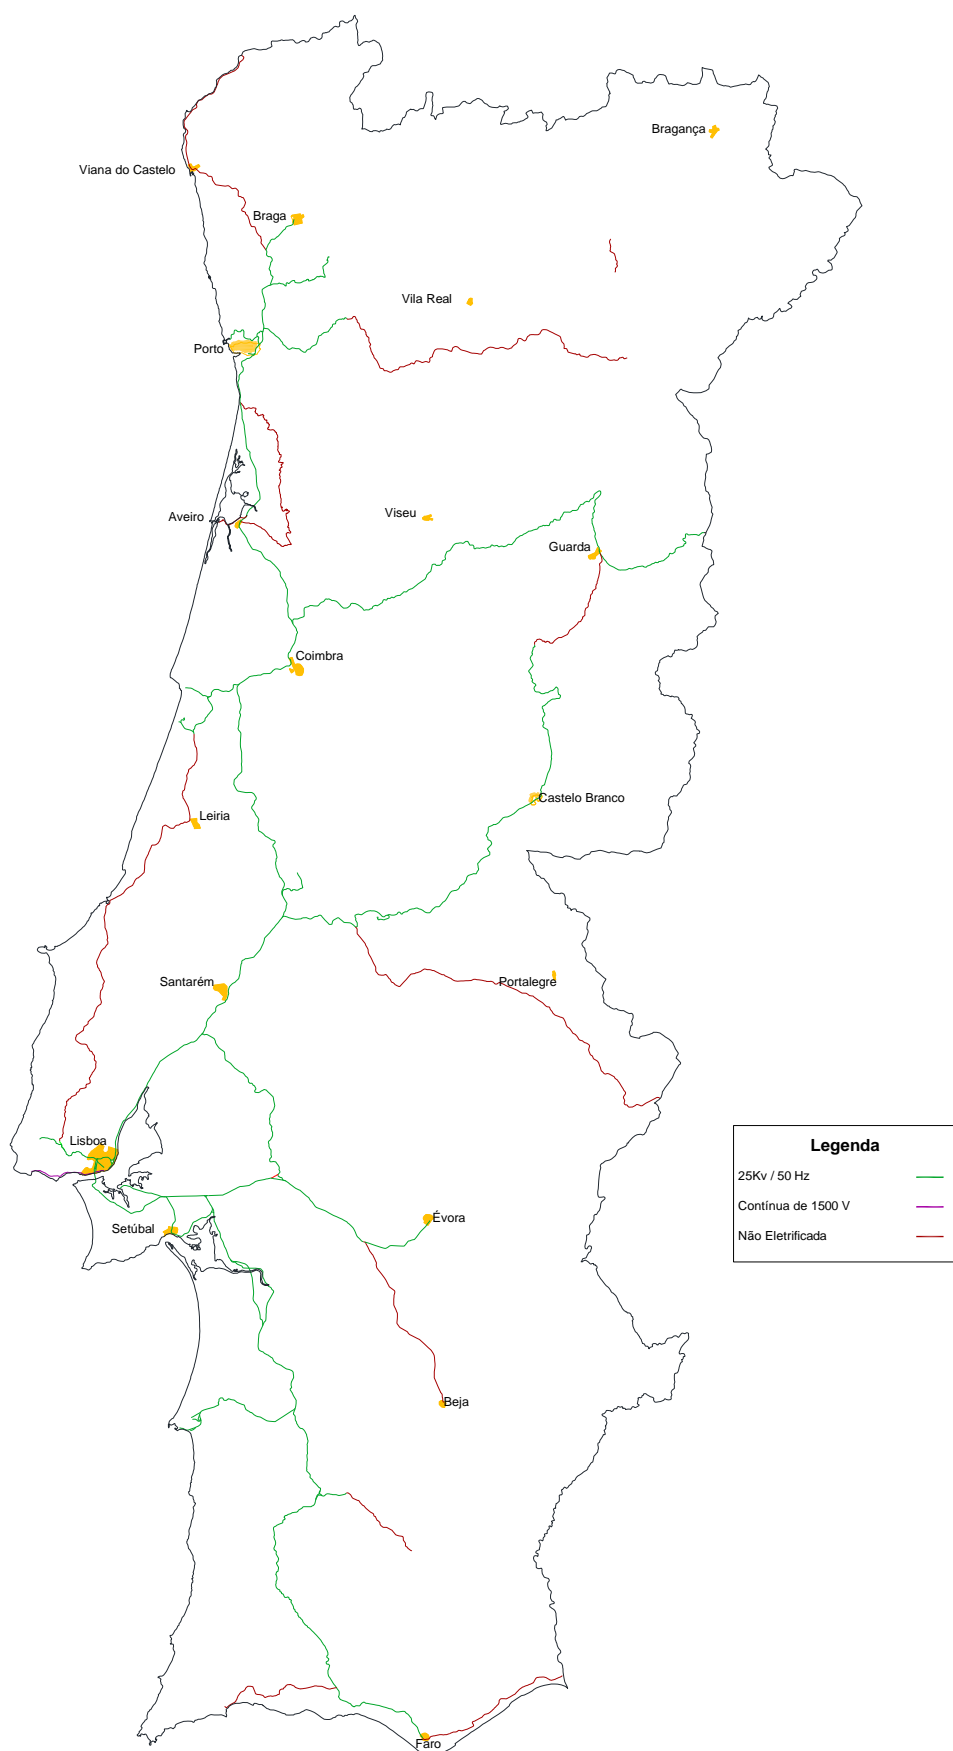 Bragança
Viana do Castelo
Braga
Vila Real
Porto
Viseu
Aveiro
Guarda
Coimbra
Castelo Branco
Leiria
Santarém
Portalegre
Lisboa
Legenda
25Kv / 50 Hz
Contínua de 1500 V
Não Eletrificada
Évora
Setúbal
Beja
Faro